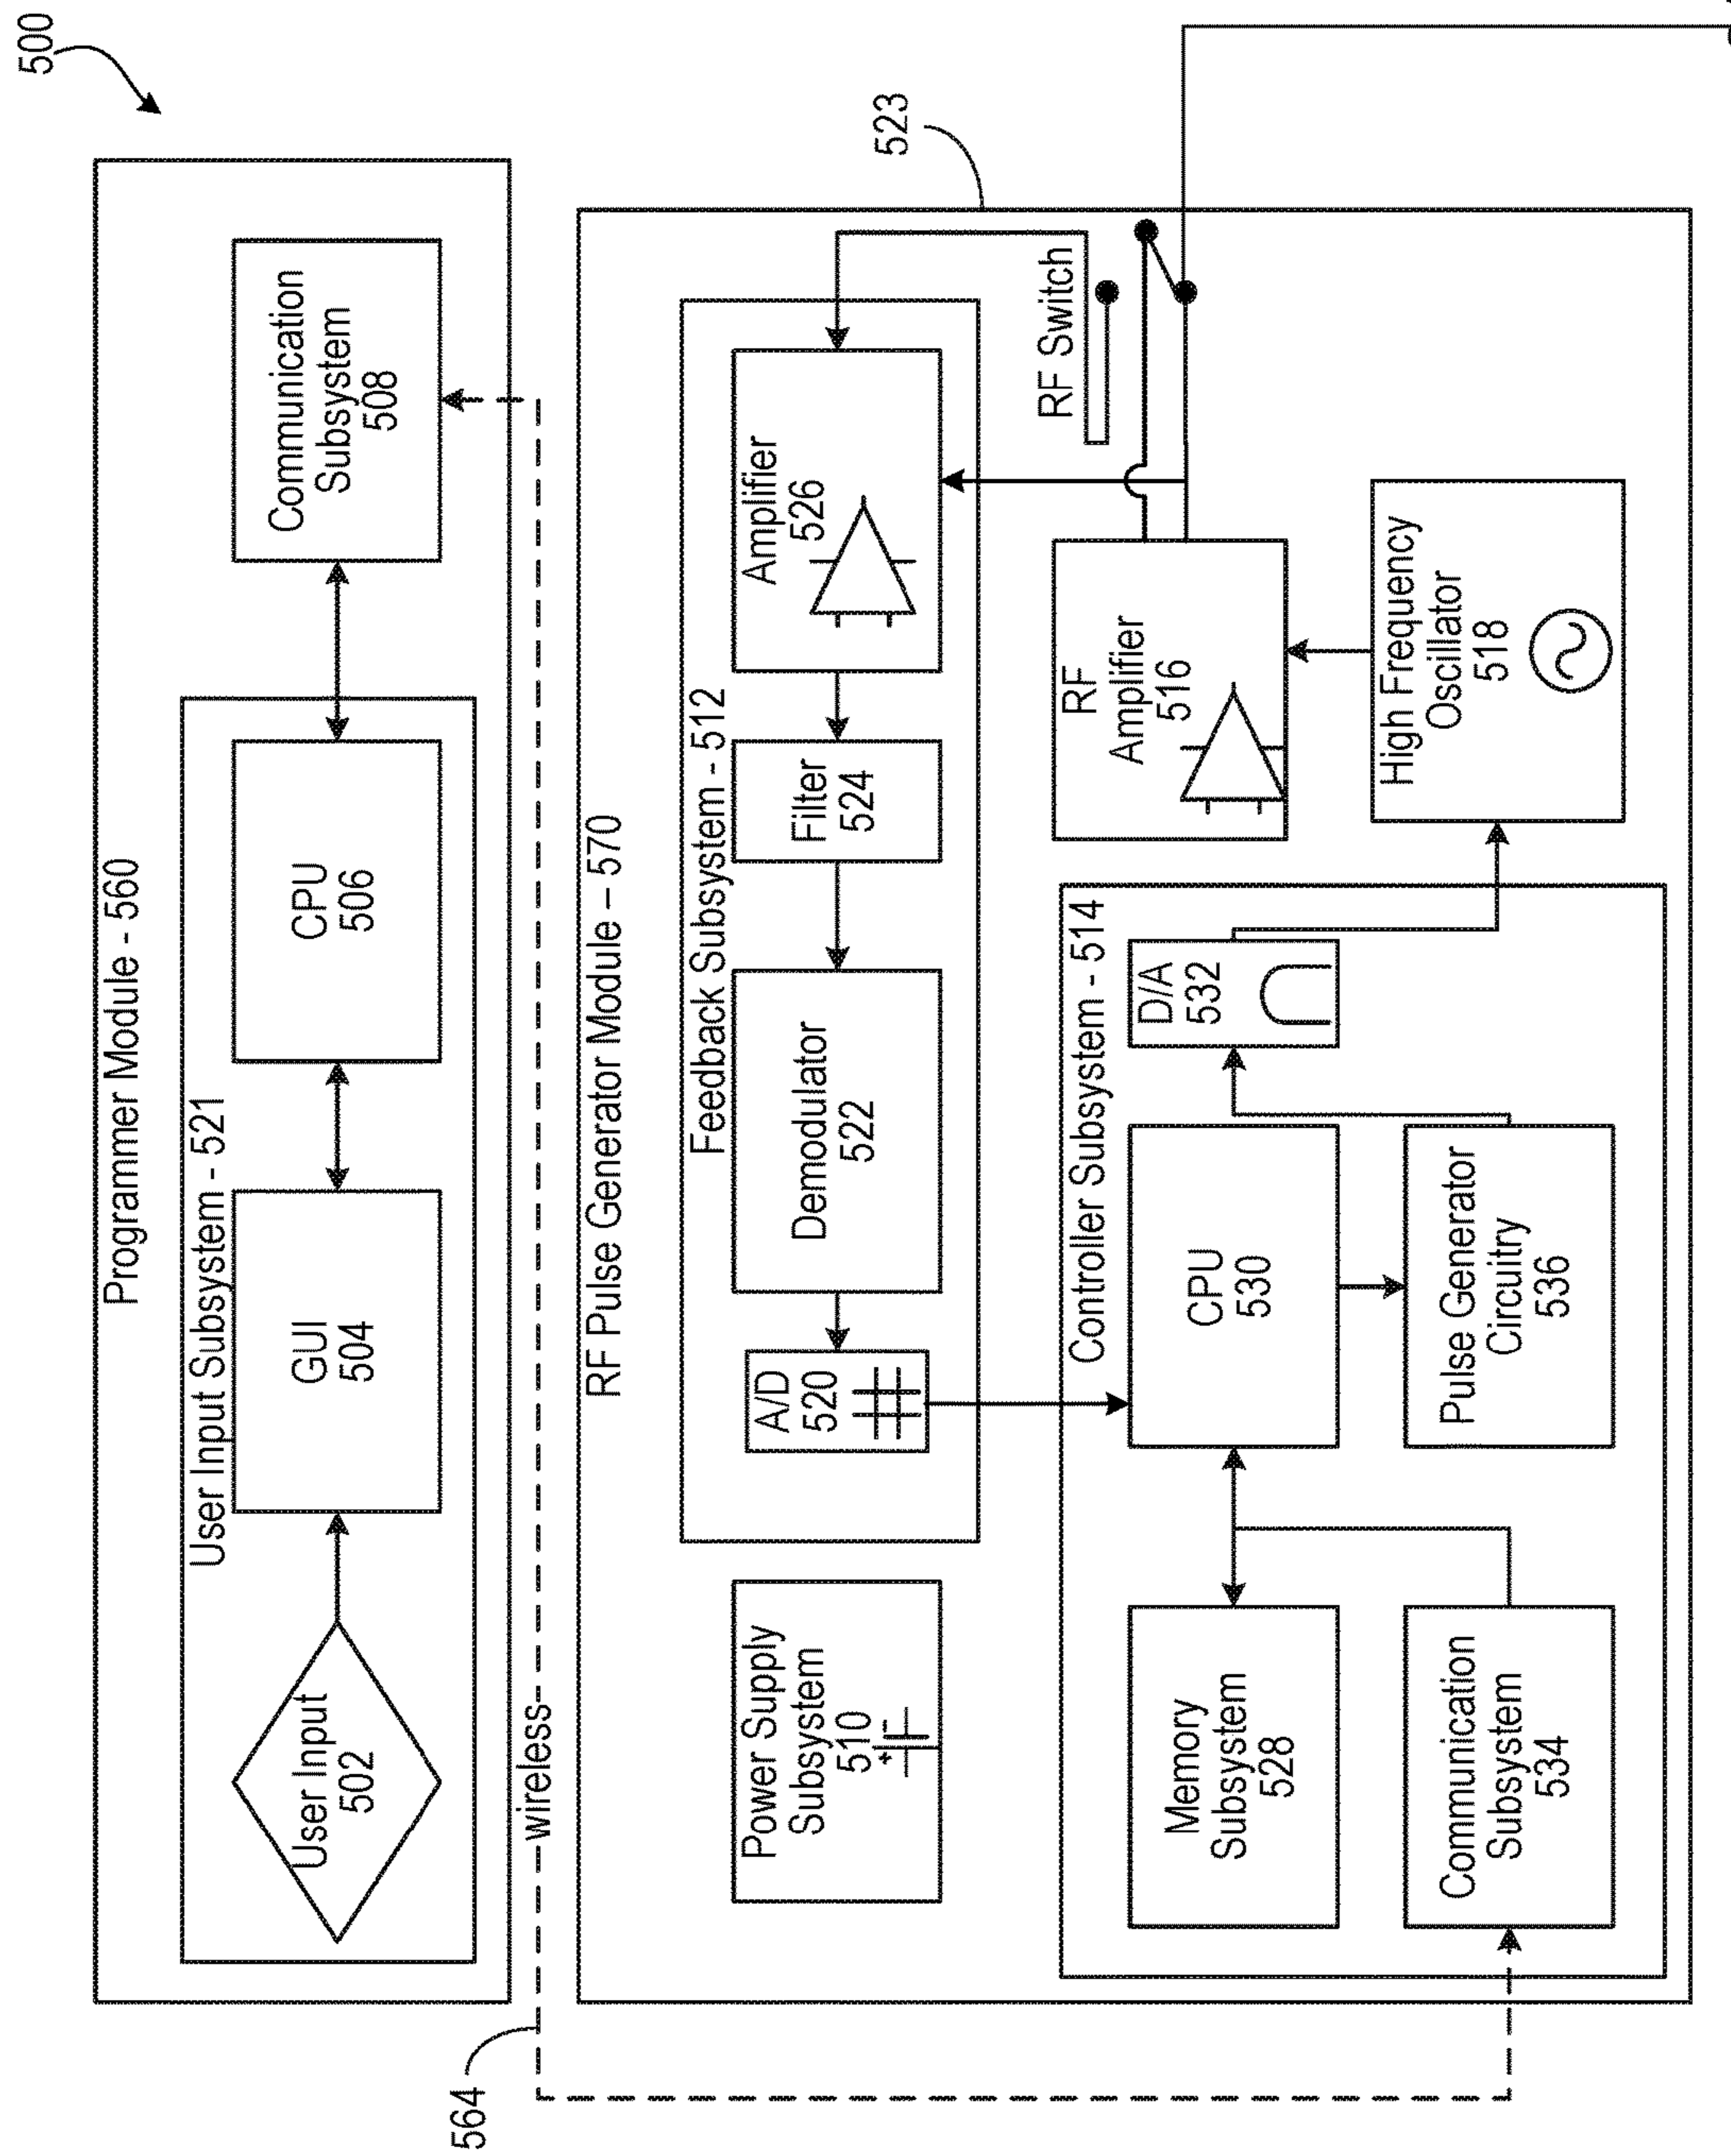 500
Programmer Module - 560
User Input Subsystem - 521
User Input
502
GUI
504
CPU
506
Communication
Subsystem
508
564
wireless
RF Pulse Generator Module – 570
523
Power Supply
Subsystem
510
+
-
Feedback Subsystem - 512
A/D
520
Demodulator
522
Filter
524
Amplifier
526
RF Switch
Controller Subsystem - 514
Memory
Subsystem
528
CPU
530
D/A
532
RF
Amplifier
516
Communication
Subsystem
534
Pulse Generator
Circuitry
536
High Frequency
Oscillator
518